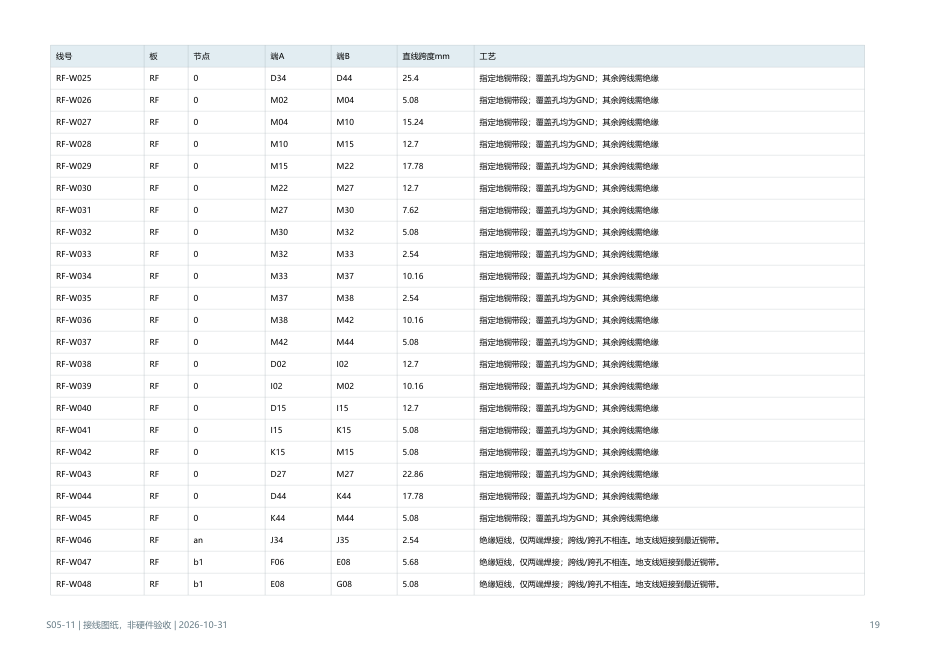 线号 板 节点 端A 端B 直线跨度mm 工艺
RF-W025 RF 0 D34 D44 25.4 指定地铜带段；覆盖孔均为GND；其余跨线需绝缘
RF-W026 RF 0 M02 M04 5.08 指定地铜带段；覆盖孔均为GND；其余跨线需绝缘
RF-W027 RF 0 M04 M10 15.24 指定地铜带段；覆盖孔均为GND；其余跨线需绝缘
RF-W028 RF 0 M10 M15 12.7 指定地铜带段；覆盖孔均为GND；其余跨线需绝缘
RF-W029 RF 0 M15 M22 17.78 指定地铜带段；覆盖孔均为GND；其余跨线需绝缘
RF-W030 RF 0 M22 M27 12.7 指定地铜带段；覆盖孔均为GND；其余跨线需绝缘
RF-W031 RF 0 M27 M30 7.62 指定地铜带段；覆盖孔均为GND；其余跨线需绝缘
RF-W032 RF 0 M30 M32 5.08 指定地铜带段；覆盖孔均为GND；其余跨线需绝缘
RF-W033 RF 0 M32 M33 2.54 指定地铜带段；覆盖孔均为GND；其余跨线需绝缘
RF-W034 RF 0 M33 M37 10.16 指定地铜带段；覆盖孔均为GND；其余跨线需绝缘
RF-W035 RF 0 M37 M38 2.54 指定地铜带段；覆盖孔均为GND；其余跨线需绝缘
RF-W036 RF 0 M38 M42 10.16 指定地铜带段；覆盖孔均为GND；其余跨线需绝缘
RF-W037 RF 0 M42 M44 5.08 指定地铜带段；覆盖孔均为GND；其余跨线需绝缘
RF-W038 RF 0 D02 I02 12.7 指定地铜带段；覆盖孔均为GND；其余跨线需绝缘
RF-W039 RF 0 I02 M02 10.16 指定地铜带段；覆盖孔均为GND；其余跨线需绝缘
RF-W040 RF 0 D15 I15 12.7 指定地铜带段；覆盖孔均为GND；其余跨线需绝缘
RF-W041 RF 0 I15 K15 5.08 指定地铜带段；覆盖孔均为GND；其余跨线需绝缘
RF-W042 RF 0 K15 M15 5.08 指定地铜带段；覆盖孔均为GND；其余跨线需绝缘
RF-W043 RF 0 D27 M27 22.86 指定地铜带段；覆盖孔均为GND；其余跨线需绝缘
RF-W044 RF 0 D44 K44 17.78 指定地铜带段；覆盖孔均为GND；其余跨线需绝缘
RF-W045 RF 0 K44 M44 5.08 指定地铜带段；覆盖孔均为GND；其余跨线需绝缘
RF-W046 RF an J34 J35 2.54 绝缘短线，仅两端焊接；跨线/跨孔不相连。地支线短接到最近铜带。
RF-W047 RF b1 F06 E08 5.68 绝缘短线，仅两端焊接；跨线/跨孔不相连。地支线短接到最近铜带。
RF-W048 RF b1 E08 G08 5.08 绝缘短线，仅两端焊接；跨线/跨孔不相连。地支线短接到最近铜带。
S05-11 | 接线图纸，非硬件验收 | 2026-10-31 19